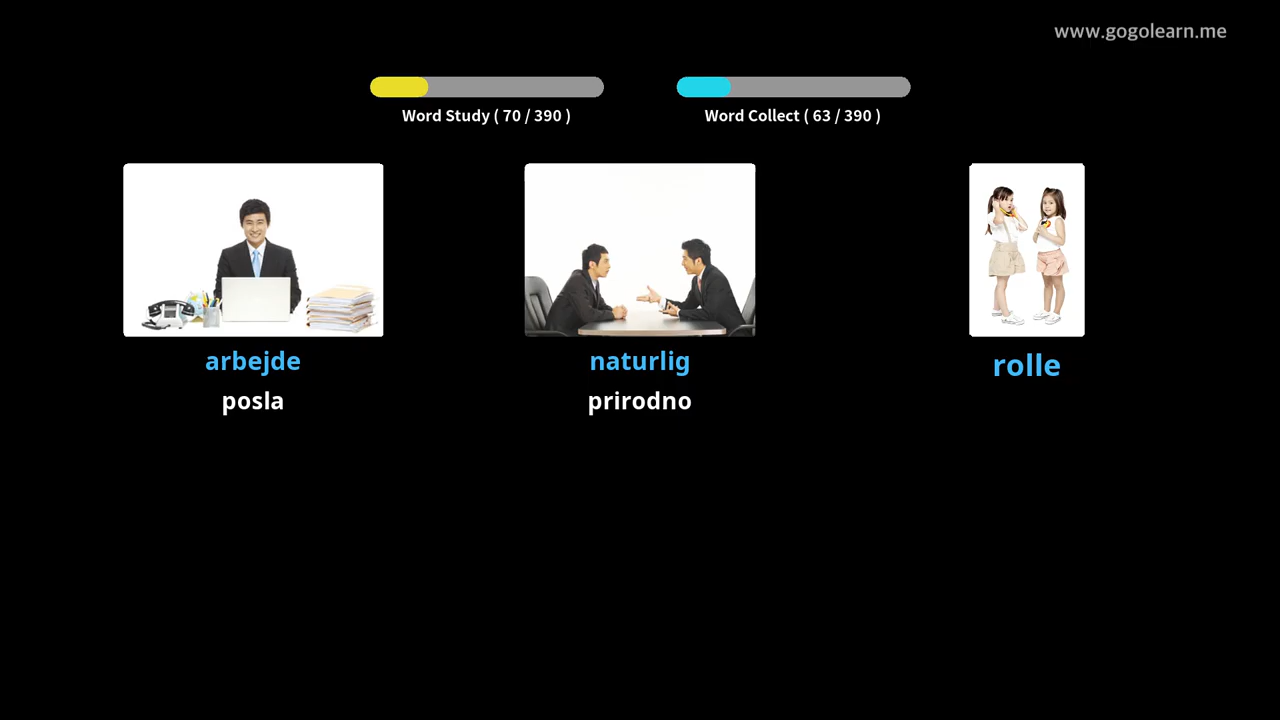 www.gogolearn.me
Word Study ( 70 / 390 )
Word Collect ( 63 / 390 )
arbejde
naturlig
rolle
posla
prirodno